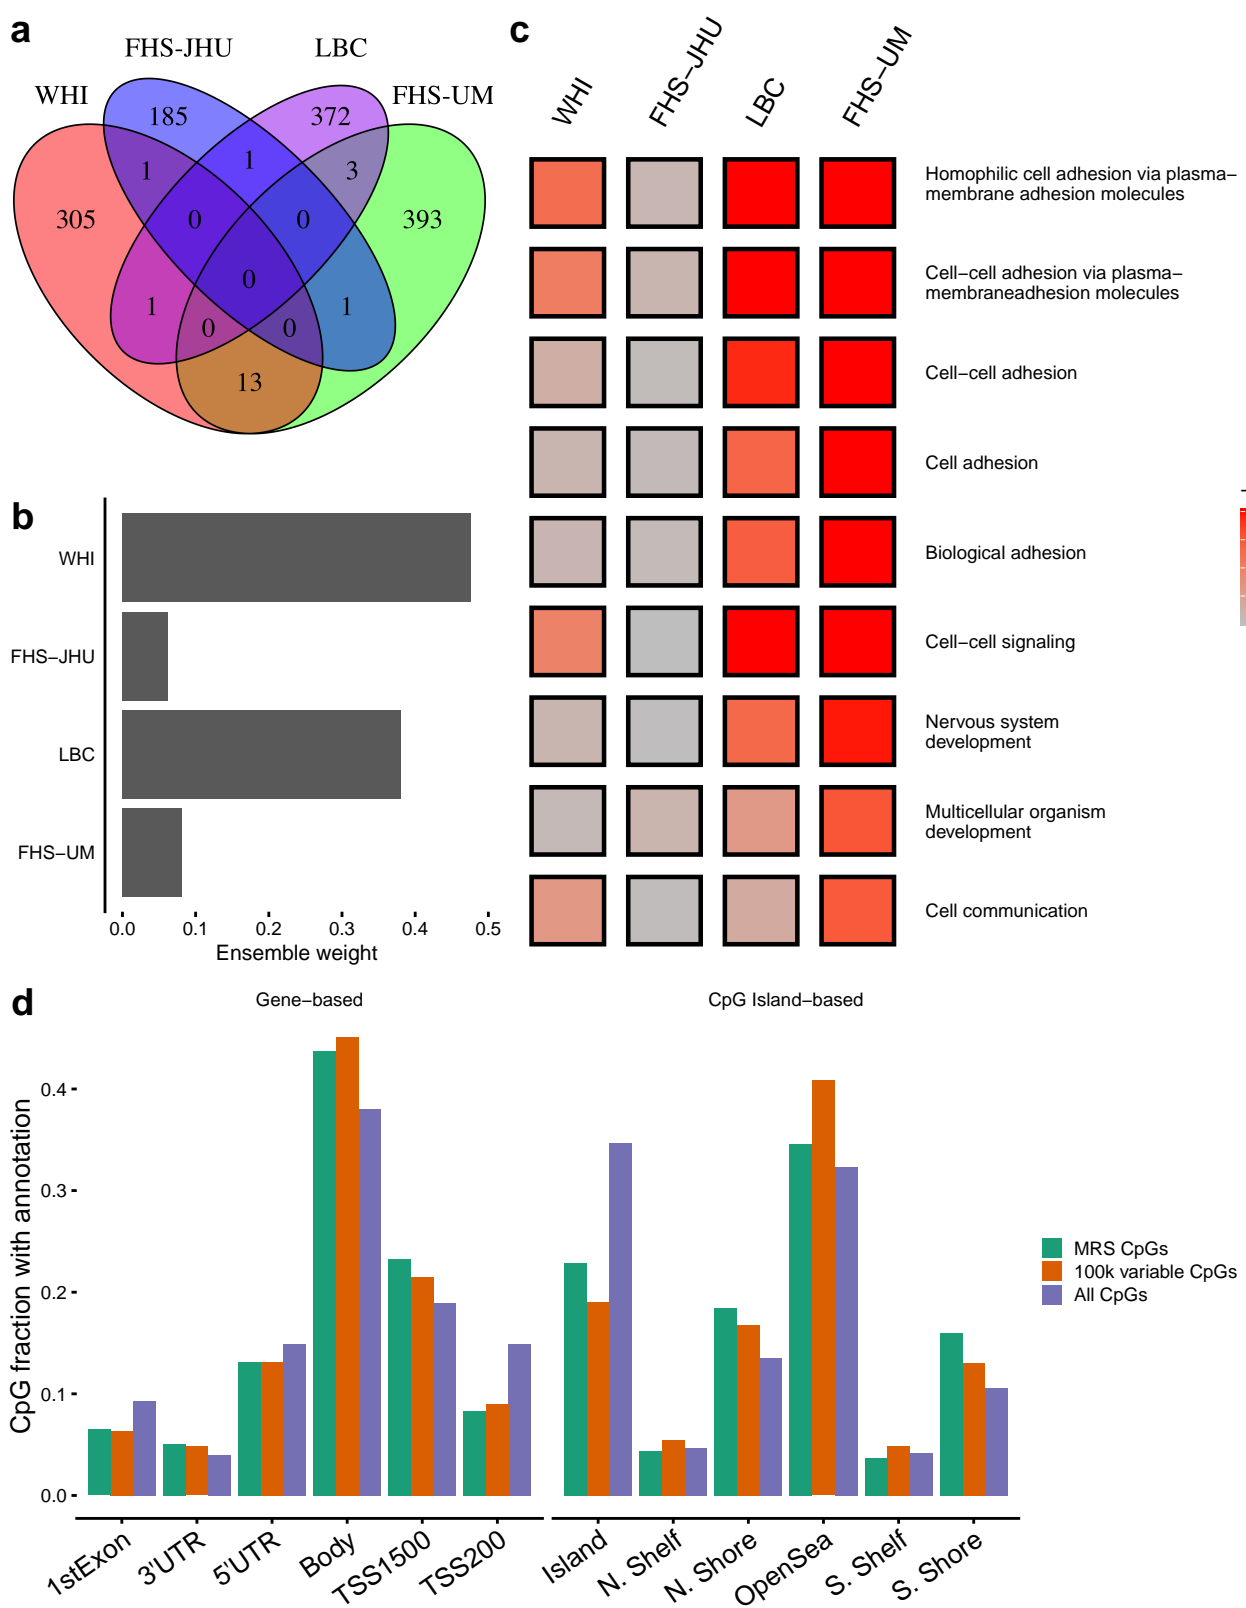 a
FHS-JHU
LBC
WHI
FHS-UM
185
372
1
1
3
305
0
0
393
0
1
0
0
1
13
b
WHI
FHS−JHU
LBC
FHS−UM
0.0
0.1
0.2
0.3
0.4
0.5
Ensemble weight
c
WHI
FHS−JHU
LBC
FHS−UM
Homophilic cell adhesion via plasma−
membrane adhesion molecules
Cell−cell adhesion via plasma−
membraneadhesion molecules
Cell−cell adhesion
Cell adhesion
Biological adhesion
Cell−cell signaling
Nervous system
development
Multicellular organism
development
Cell communication
d
Gene−based
CpG Island−based
CpG fraction with annotation
0.4
0.3
0.2
0.1
0.0
1stExon
3'UTR
5'UTR
Body
TSS1500
TSS200
Island
N. Shelf
N. Shore
OpenSea
S. Shelf
S. Shore
MRS CpGs
100k variable CpGs
All CpGs